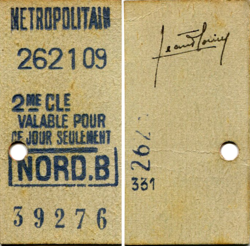 METROPOLITAIN
262109
2ME CLE
VALABLE POUR
CE JOUR SEULEMENT
NORD.B
39276
262
331